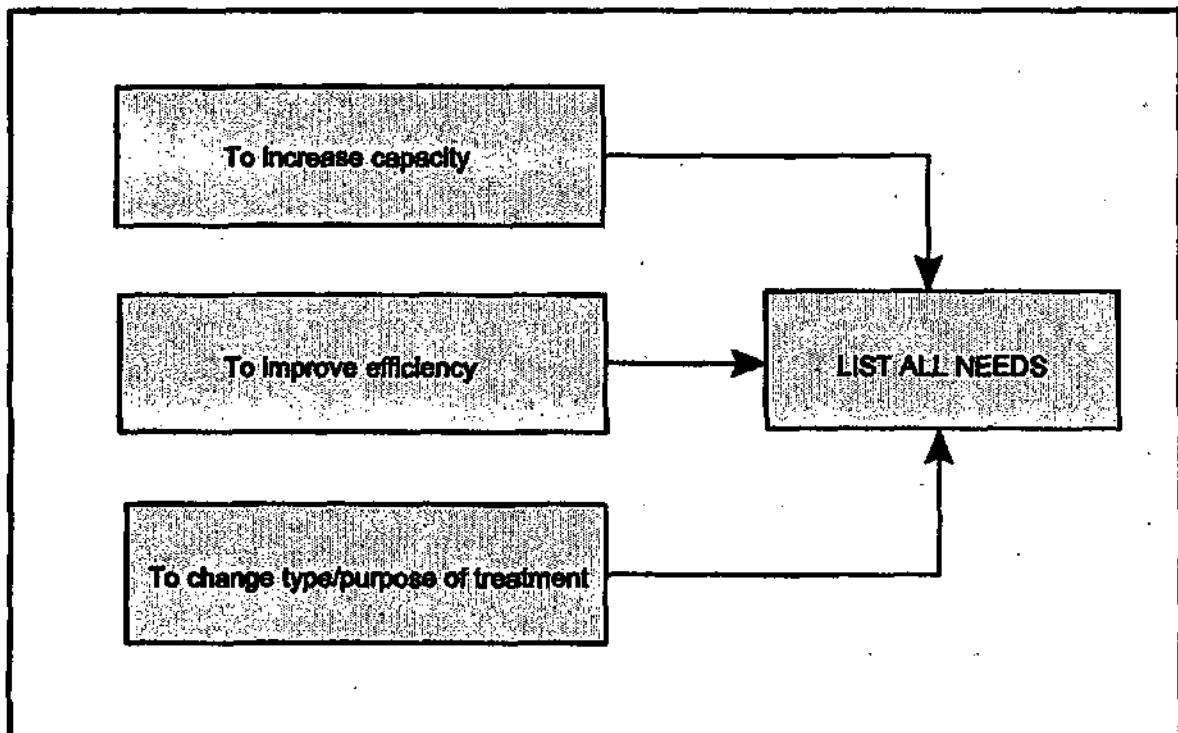 To increase capacity
To improve efficiency
LIST ALL NEEDS
To change type/purpose of treatment